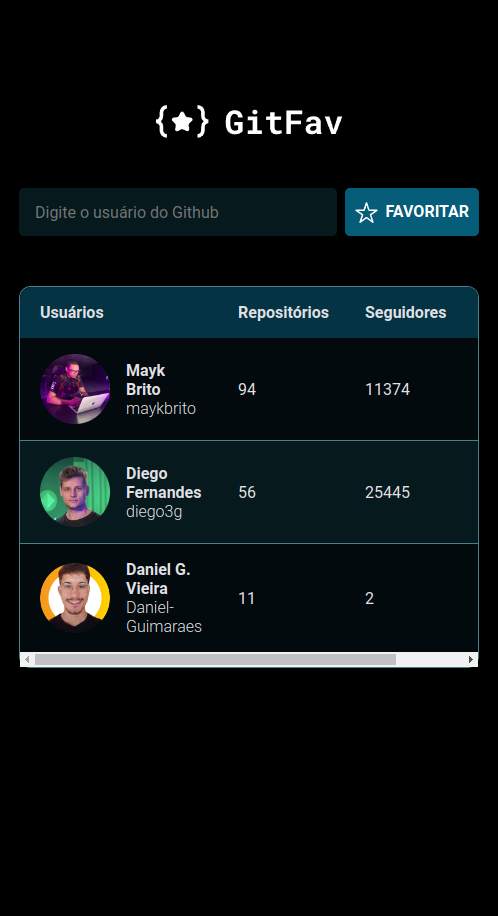 {★} GitFav
Digite o usuário do Github
FAVORITAR
Usuários Repositórios Seguidores
Mayk
Brito
maykbrito
94
11374
Diego
Fernandes
diego3g
56
25445
Daniel G.
Vieira
Daniel-
Guimaraes
11
2